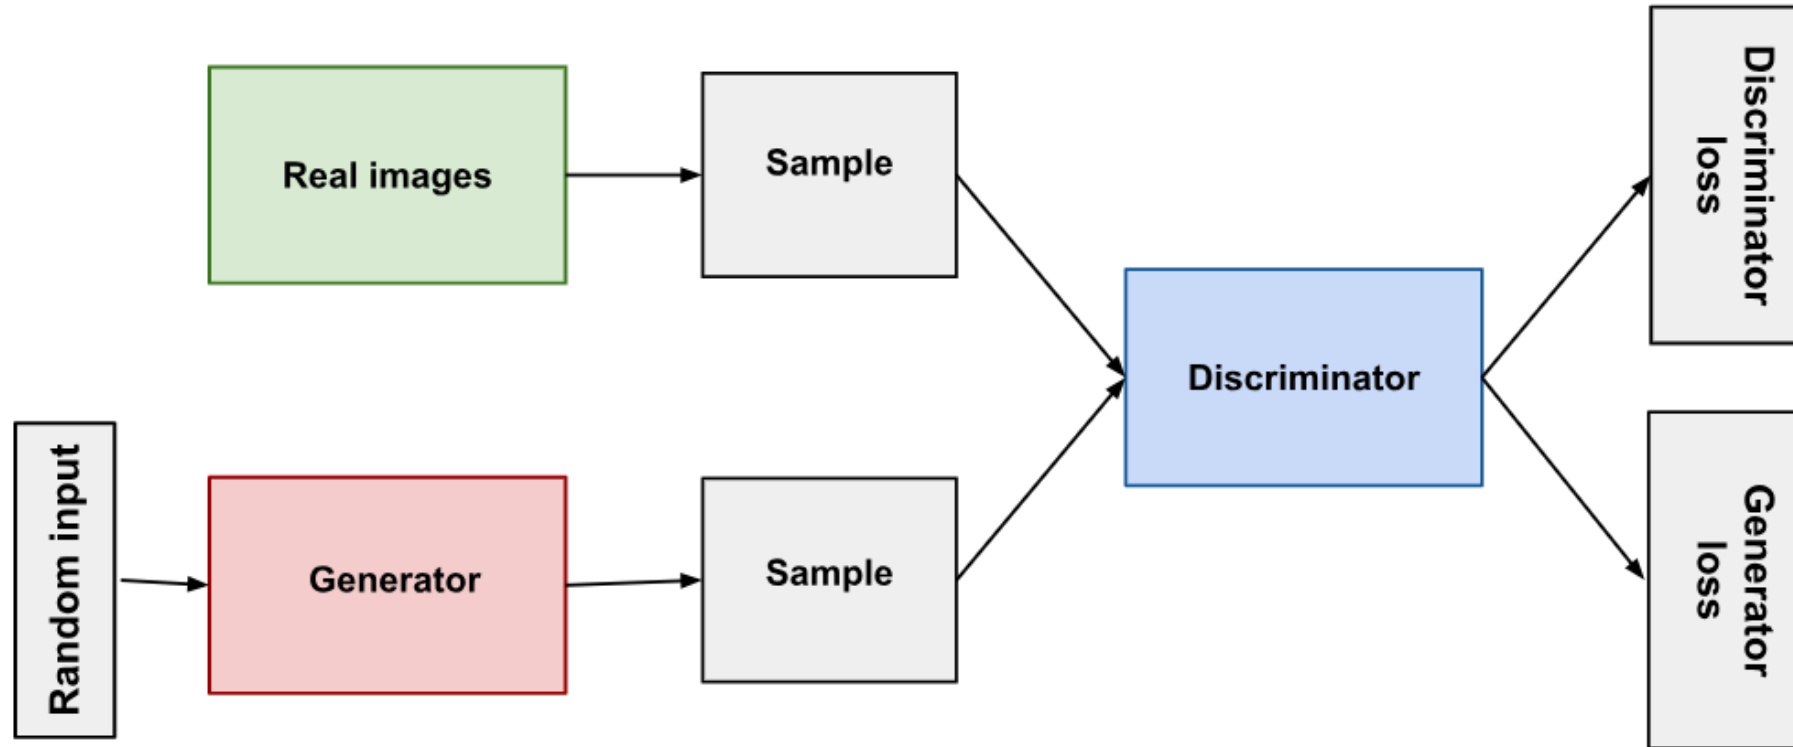 Real images
Sample
Discriminator
loss
Discriminator
Random input
Generator
Sample
Generator
loss